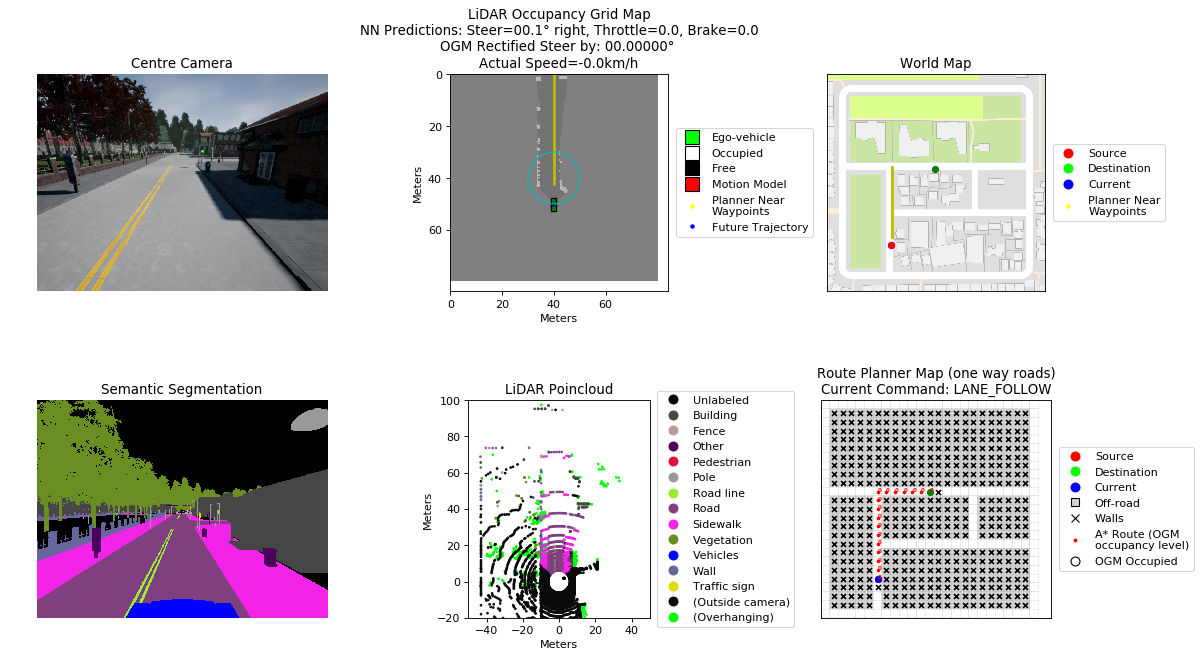 LiDAR Occupancy Grid Map
NN Predictions: Steer=00.1° right, Throttle=0.0, Brake=0.0
OGM Rectified Steer by: 00.00000°
Actual Speed=-0.0km/h
Centre Camera
World Map
0
20
40
60
Meters
0
20
40
60
Meters
Ego-vehicle
Occupied
Free
Motion Model
Planner Near
Waypoints
Future Trajectory
Source
Destination
Current
Planner Near
Waypoints
Semantic Segmentation
LiDAR Poincloud
Route Planner Map (one way roads)
Current Command: LANE_FOLLOW
100
80
60
40
20
0
−20
Meters
−40
−20
0
20
40
Meters
Unlabeled
Building
Fence
Other
Pedestrian
Pole
Road line
Road
Sidewalk
Vegetation
Vehicles
Wall
Traffic sign
(Outside camera)
(Overhanging)
Source
Destination
Current
Off-road
Walls
A* Route (OGM
occupancy level)
OGM Occupied